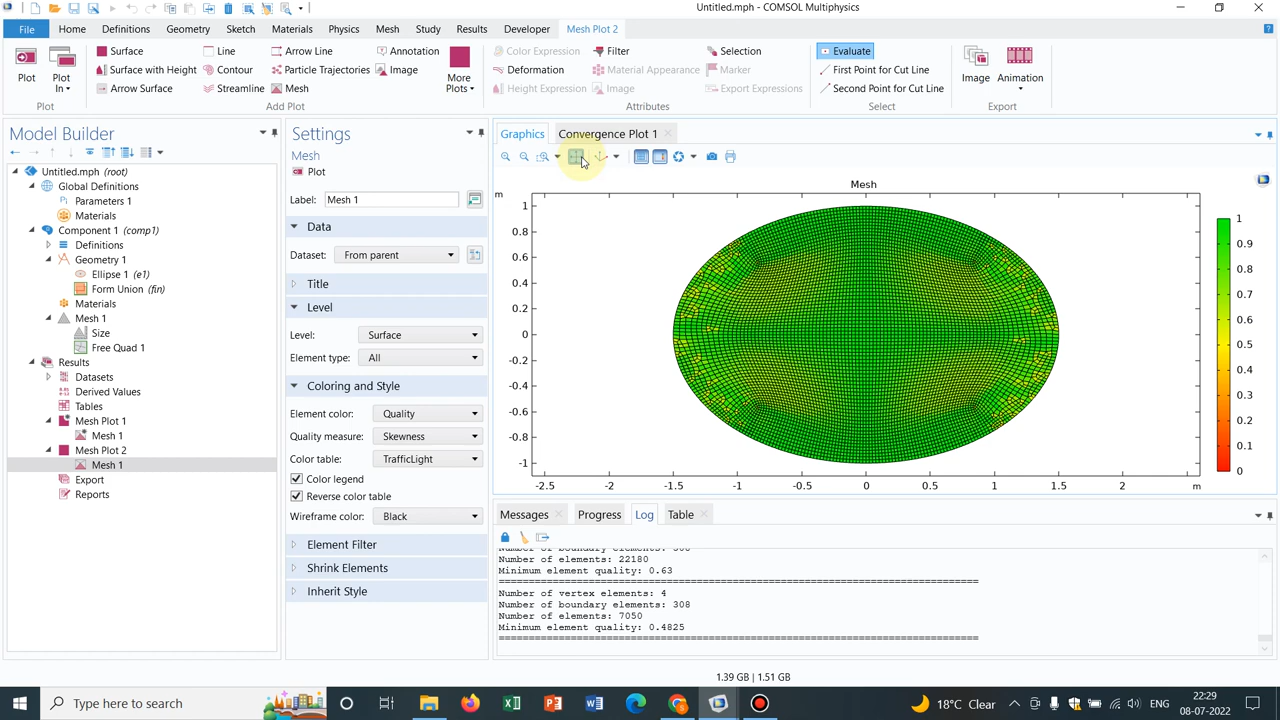 Untitled.mph - COMSOL Multiphysics
File Home Definitions Geometry Sketch Materials Physics Mesh Study Results Developer Mesh Plot 2
Plot
Plot In
Surface Line Arrow Line Annotation
Surface with Height Contour Particle Trajectories Image
Arrow Surface Streamline Mesh
More Plots
Color Expression Filter Selection
Deformation Material Appearance Marker
Height Expression Image Export Expressions
Evaluate
First Point for Cut Line
Second Point for Cut Line
Image Animation
Plot Add Plot Attributes Select Export
Model Builder
Untitled.mph (root)
Global Definitions
Parameters 1
Materials
Component 1 (comp1)
Definitions
Geometry 1
Ellipse 1 (e1)
Form Union (fin)
Materials
Mesh 1
Size
Free Quad 1
Results
Datasets
Derived Values
Tables
Mesh Plot 1
Mesh 1
Mesh Plot 2
Mesh 1
Export
Reports
Settings
Mesh
Plot
Label: Mesh 1
Data
Dataset: From parent
Title
Level
Level: Surface
Element type: All
Coloring and Style
Element color: Quality
Quality measure: Skewness
Color table: TrafficLight
Color legend
Reverse color table
Wireframe color: Black
Element Filter
Shrink Elements
Inherit Style
Graphics Convergence Plot 1
Mesh
m
1
0.8
0.6
0.4
0.2
0
-0.2
-0.4
-0.6
-0.8
-1
-2.5 -2 -1.5 -1 -0.5 0 0.5 1 1.5 2 m
1
0.9
0.8
0.7
0.6
0.5
0.4
0.3
0.2
0.1
0
Messages Progress Log Table
Number of elements: 22180
Minimum element quality: 0.63
=====================================================================
Number of vertex elements: 4
Number of boundary elements: 308
Number of elements: 7050
Minimum element quality: 0.4825
=====================================================================
1.39 GB | 1.51 GB
Type here to search
18°C Clear
ENG
22:29
08-07-2022